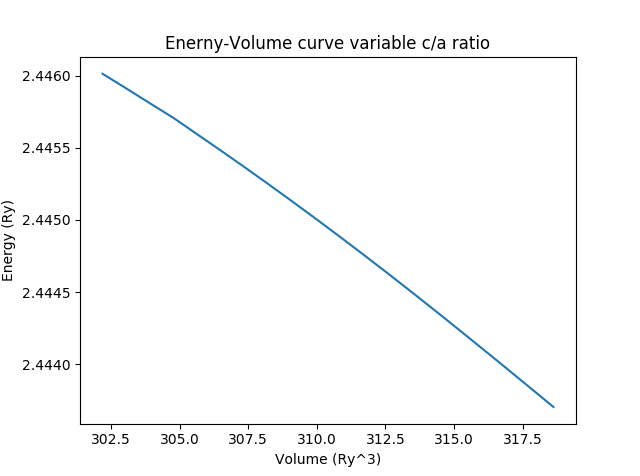 Enerny-Volume curve variable c/a ratio
Energy (Ry)
2.4460
2.4455
2.4450
2.4445
2.4440
302.5 305.0 307.5 310.0 312.5 315.0 317.5
Volume (Ry^3)